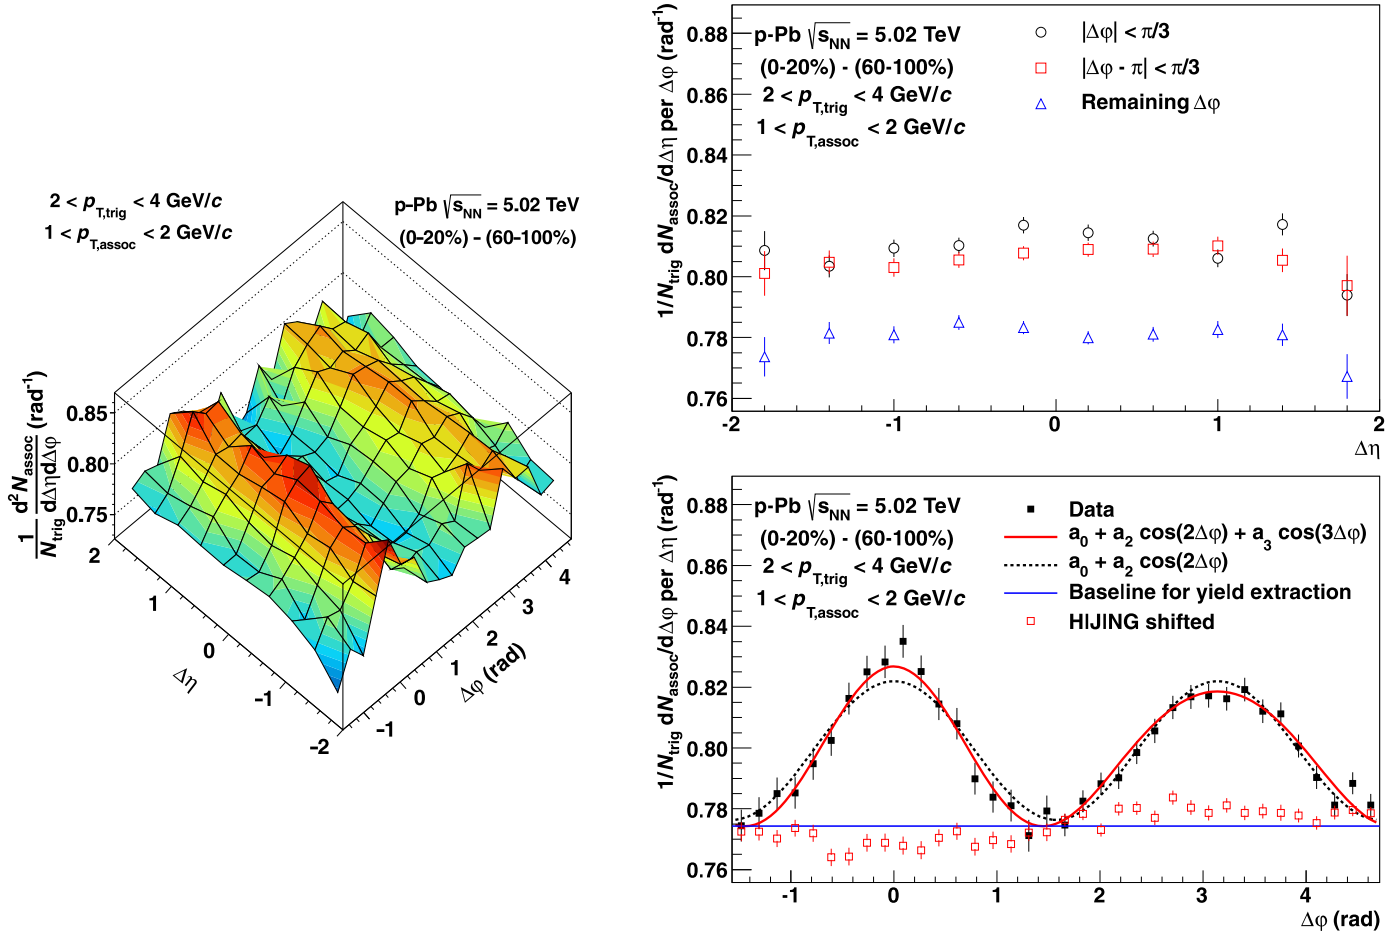 2 < p_T,trig < 4 GeV/c
1 < p_T,assoc < 2 GeV/c
p-Pb √s_NN = 5.02 TeV
(0-20%) - (60-100%)
1/N_trig d²N_assoc/dΔηdΔφ (rad⁻¹)
0.85
0.80
0.75
2
1
0
-1
-2
Δη
-1
0
1
2
3
4
Δφ (rad)
1/N_trig dN_assoc/dΔη per Δφ (rad⁻¹)
0.88
0.86
0.84
0.82
0.80
0.78
0.76
p-Pb √s_NN = 5.02 TeV
(0-20%) - (60-100%)
2 < p_T,trig < 4 GeV/c
1 < p_T,assoc < 2 GeV/c
|Δφ| < π/3
|Δφ - π| < π/3
Remaining Δφ
-2
-1
0
1
2
Δη
1/N_trig dN_assoc/dΔφ per Δη (rad⁻¹)
0.88
0.86
0.84
0.82
0.80
0.78
0.76
p-Pb √s_NN = 5.02 TeV
(0-20%) - (60-100%)
2 < p_T,trig < 4 GeV/c
1 < p_T,assoc < 2 GeV/c
Data
a₀ + a₂ cos(2Δφ) + a₃ cos(3Δφ)
a₀ + a₂ cos(2Δφ)
Baseline for yield extraction
HIJING shifted
-1
0
1
2
3
4
Δφ (rad)